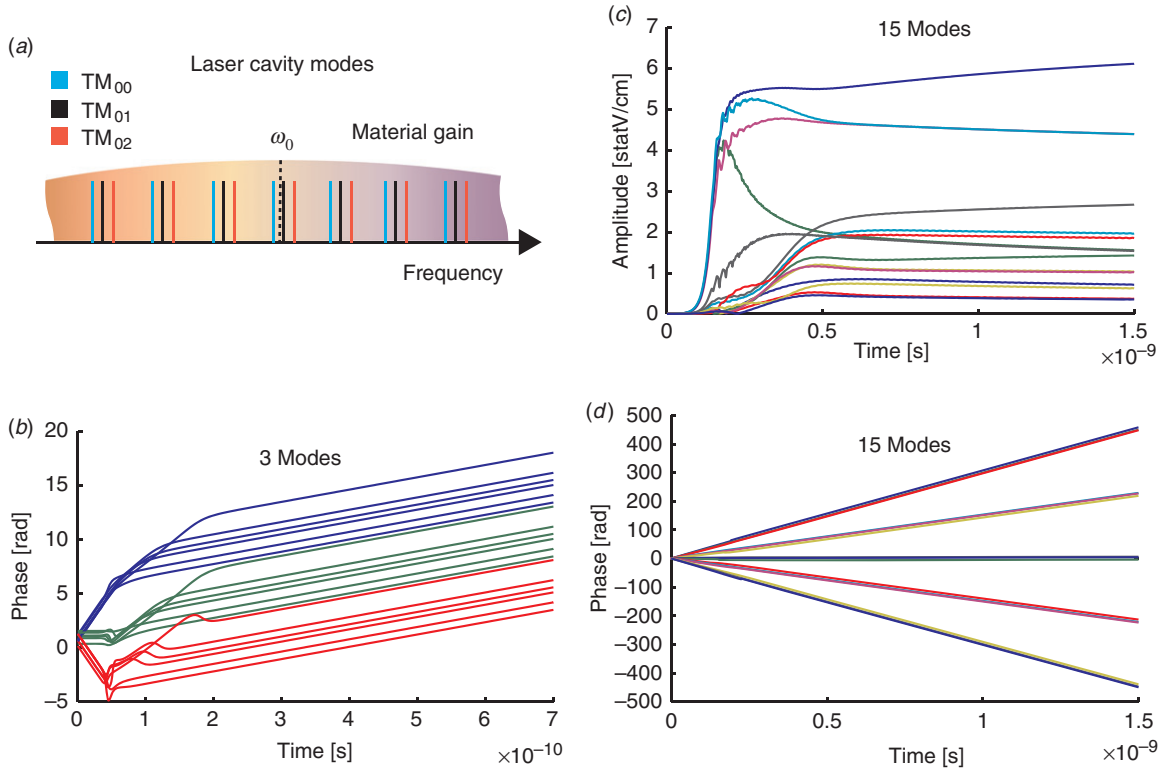 (a)
Laser cavity modes
TM00
TM01
TM02
ω0
Material gain
Frequency
(b)
3 Modes
Phase [rad]
20
15
10
5
0
–5
0 1 2 3 4 5 6 7
Time [s]
×10–10
(c)
15 Modes
Amplitude [statV/cm]
7
6
5
4
3
2
1
0
0 0.5 1 1.5
Time [s]
×10–9
(d)
15 Modes
Phase [rad]
500
400
300
200
100
0
–100
–200
–300
–400
–500
0 0.5 1 1.5
Time [s]
×10–9